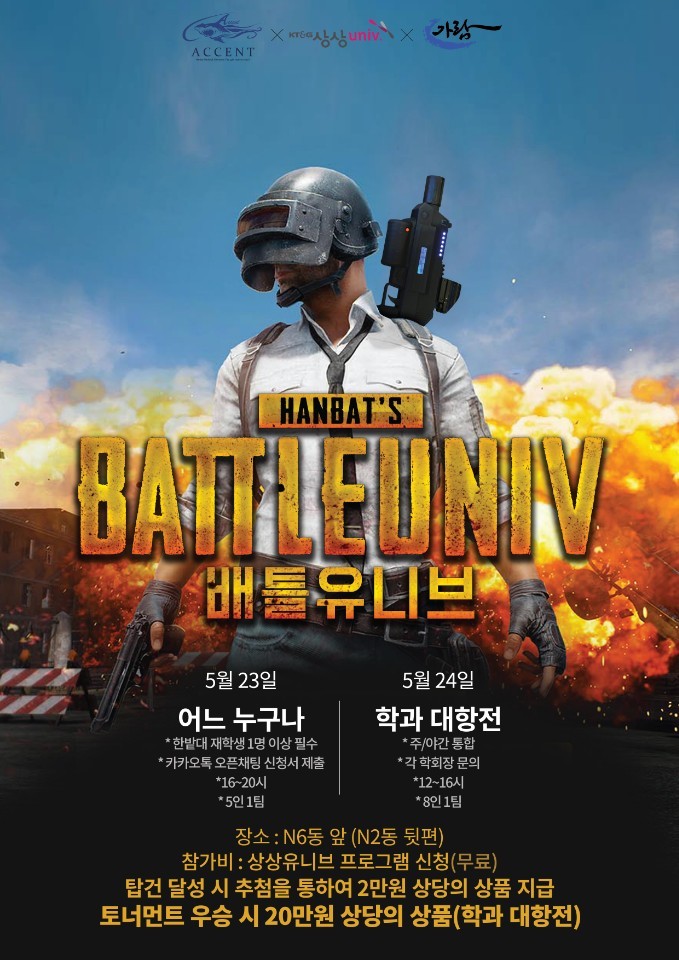 ACCENT × KT&G 상상univ. × 가람
HANBAT'S
BATTLEUNIV
배틀유니브
5월 23일
어느 누구나
* 한밭대 재학생 1명 이상 필수
* 카카오톡 오픈채팅 신청서 제출
*16~20시
* 5인 1팀
5월 24일
학과 대항전
* 주/야간 통합
* 각 학회장 문의
*12~16시
* 8인 1팀
장소 : N6동 앞 (N2동 뒷편)
참가비 : 상상유니브 프로그램 신청(무료)
탑건 달성 시 추첨을 통하여 2만원 상당의 상품 지급
토너먼트 우승 시 20만원 상당의 상품(학과 대항전)